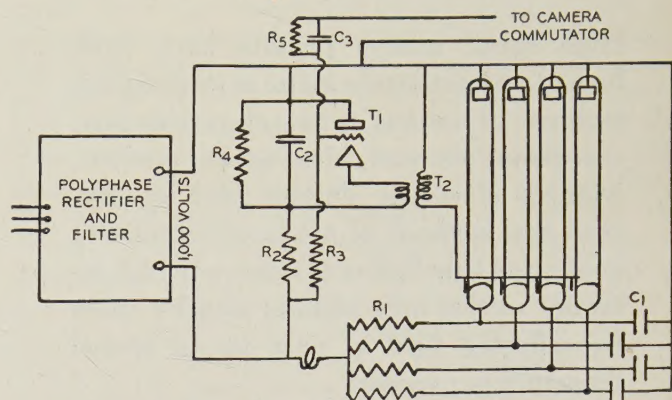 TO CAMERA
COMMUTATOR
R5
C3
T1
R4
C2
T2
POLYPHASE
RECTIFIER
AND
FILTER
1,000 VOLTS
R2
R3
R1
C1